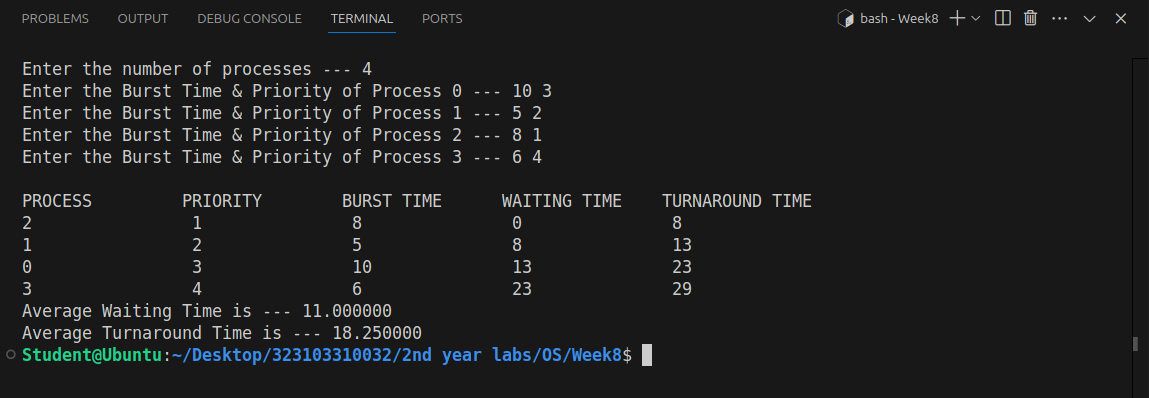 PROBLEMS OUTPUT DEBUG CONSOLE TERMINAL PORTS bash - Week8
Enter the number of processes --- 4
Enter the Burst Time & Priority of Process 0 --- 10 3
Enter the Burst Time & Priority of Process 1 --- 5 2
Enter the Burst Time & Priority of Process 2 --- 8 1
Enter the Burst Time & Priority of Process 3 --- 6 4
PROCESS PRIORITY BURST TIME WAITING TIME TURNAROUND TIME
2 1 8 0 8
1 2 5 8 13
0 3 10 13 23
3 4 6 23 29
Average Waiting Time is --- 11.000000
Average Turnaround Time is --- 18.250000
Student@Ubuntu:~/Desktop/323103310032/2nd year labs/OS/Week8$